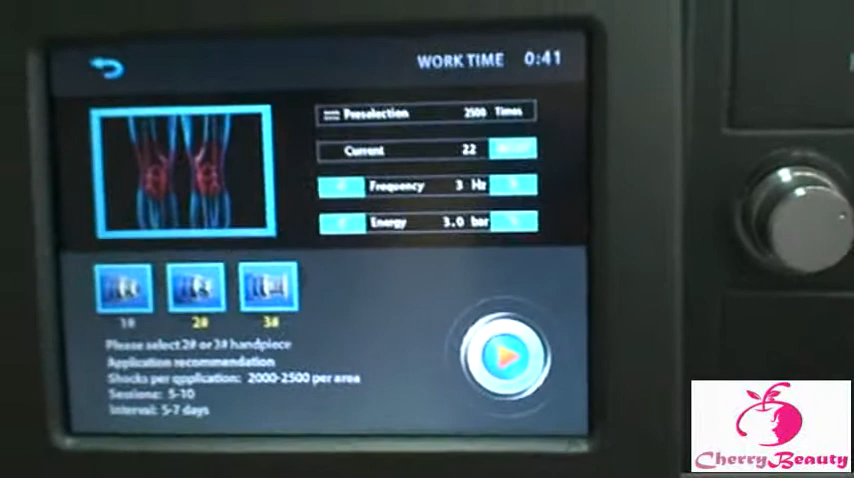 WORK TIME 0:41
Preselection 2500 Times
Current 22
Frequency 3 Hz
Energy 3.0 bar
1# 2# 3#
Please select 2# or 3# handpiece
Application recommendation
Shocks per application: 2000-2500 per area
Sessions: 5-10
Interval: 5-7 days
CherryBeauty